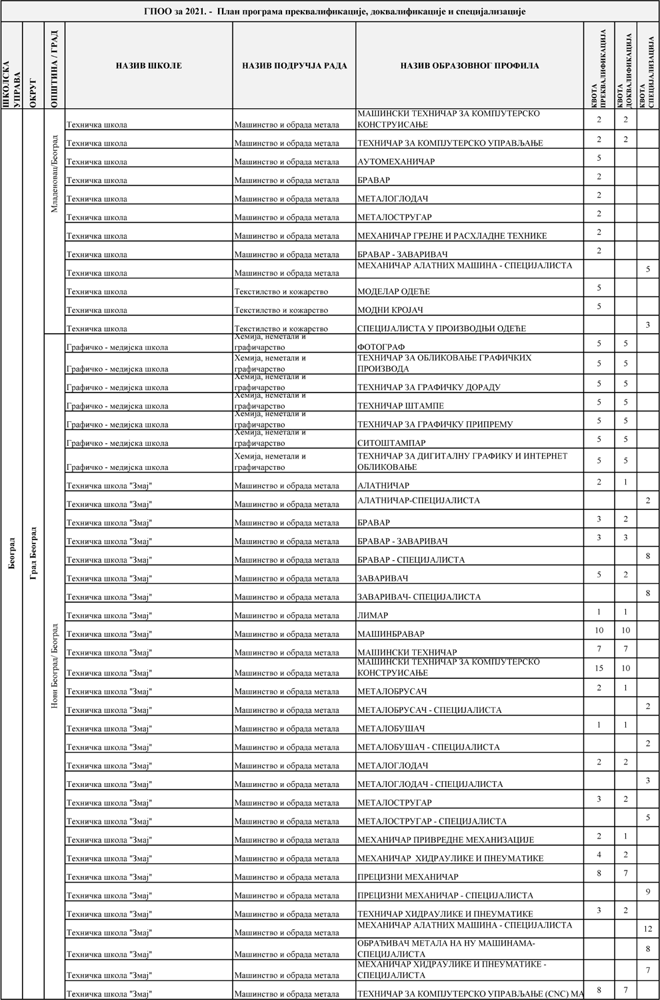 ГПОО за 2021. - План програма преквалификације, доквалификације и специјализације
ШКОЛСКА УПРАВА ОКРУГ ОПШТИНА / ГРАД НАЗИВ ШКОЛЕ НАЗИВ ПОДРУЧЈА РАДА НАЗИВ ОБРАЗОВНОГ ПРОФИЛА КВОТА ПРЕКВАЛИФИКАЦИЈА КВОТА ДОКВАЛИФИКАЦИЈА КВОТА СПЕЦИЈАЛИЗАЦИЈА
Београд
Град Београд
Младеновац/Београд
Техничка школа Машинство и обрада метала МАШИНСКИ ТЕХНИЧАР ЗА КОМПЈУТЕРСКО КОНСТРУИСАЊЕ 2 2
Техничка школа Машинство и обрада метала ТЕХНИЧАР ЗА КОМПЈУТЕРСКО УПРАВЉАЊЕ 2 2
Техничка школа Машинство и обрада метала АУТОМЕХАНИЧАР 5
Техничка школа Машинство и обрада метала БРАВАР 2
Техничка школа Машинство и обрада метала МЕТАЛОГЛОДАЧ 2
Техничка школа Машинство и обрада метала МЕТАЛОСТРУГАР 2
Техничка школа Машинство и обрада метала МЕХАНИЧАР ГРЕЈНЕ И РАСХЛАДНЕ ТЕХНИКЕ 2
Техничка школа Машинство и обрада метала БРАВАР - ЗАВАРИВАЧ 2
Техничка школа Машинство и обрада метала МЕХАНИЧАР АЛАТНИХ МАШИНА - СПЕЦИЈАЛИСТА 5
Техничка школа Текстилство и кожарство МОДЕЛАР ОДЕЋЕ 5
Техничка школа Текстилство и кожарство МОДНИ КРОЈАЧ 5
Техничка школа Текстилство и кожарство СПЕЦИЈАЛИСТА У ПРОИЗВОДЊИ ОДЕЋЕ 3
Нови Београд/ Београд
Графичко - медијска школа Хемија, неметали и графичарство ФОТОГРАФ 5 5
Графичко - медијска школа Хемија, неметали и графичарство ТЕХНИЧАР ЗА ОБЛИКОВАЊЕ ГРАФИЧКИХ ПРОИЗВОДА 5 5
Графичко - медијска школа Хемија, неметали и графичарство ТЕХНИЧАР ЗА ГРАФИЧКУ ДОРАДУ 5 5
Графичко - медијска школа Хемија, неметали и графичарство ТЕХНИЧАР ШТАМПЕ 5 5
Графичко - медијска школа Хемија, неметали и графичарство ТЕХНИЧАР ЗА ГРАФИЧКУ ПРИПРЕМУ 5 5
Графичко - медијска школа Хемија, неметали и графичарство СИТОШТАМПАР 5 5
Графичко - медијска школа Хемија, неметали и графичарство ТЕХНИЧАР ЗА ДИГИТАЛНУ ГРАФИКУ И ИНТЕРНЕТ ОБЛИКОВАЊЕ 5 5
Техничка школа "Змај" Машинство и обрада метала АЛАТНИЧАР 2 1
Техничка школа "Змај" Машинство и обрада метала АЛАТНИЧАР-СПЕЦИЈАЛИСТА 2
Техничка школа "Змај" Машинство и обрада метала БРАВАР 3 2
Техничка школа "Змај" Машинство и обрада метала БРАВАР - ЗАВАРИВАЧ 3 3
Техничка школа "Змај" Машинство и обрада метала БРАВАР - СПЕЦИЈАЛИСТА 8
Техничка школа "Змај" Машинство и обрада метала ЗАВАРИВАЧ 5 2
Техничка школа "Змај" Машинство и обрада метала ЗАВАРИВАЧ- СПЕЦИЈАЛИСТА 8
Техничка школа "Змај" Машинство и обрада метала ЛИМАР 1 1
Техничка школа "Змај" Машинство и обрада метала МАШИНБРАВАР 10 10
Техничка школа "Змај" Машинство и обрада метала МАШИНСКИ ТЕХНИЧАР 7 7
Техничка школа "Змај" Машинство и обрада метала МАШИНСКИ ТЕХНИЧАР ЗА КОМПЈУТЕРСКО КОНСТРУИСАЊЕ 15 10
Техничка школа "Змај" Машинство и обрада метала МЕТАЛОБРУСАЧ 2 1
Техничка школа "Змај" Машинство и обрада метала МЕТАЛОБРУСАЧ - СПЕЦИЈАЛИСТА 2
Техничка школа "Змај" Машинство и обрада метала МЕТАЛОБУШАЧ 1 1
Техничка школа "Змај" Машинство и обрада метала МЕТАЛОБУШАЧ - СПЕЦИЈАЛИСТА 2
Техничка школа "Змај" Машинство и обрада метала МЕТАЛОГЛОДАЧ 2 2
Техничка школа "Змај" Машинство и обрада метала МЕТАЛОГЛОДАЧ - СПЕЦИЈАЛИСТА 3
Техничка школа "Змај" Машинство и обрада метала МЕТАЛОСТРУГАР 3 2
Техничка школа "Змај" Машинство и обрада метала МЕТАЛОСТРУГАР - СПЕЦИЈАЛИСТА 5
Техничка школа "Змај" Машинство и обрада метала МЕХАНИЧАР ПРИВРЕДНЕ МЕХАНИЗАЦИЈЕ 2 1
Техничка школа "Змај" Машинство и обрада метала МЕХАНИЧАР ХИДРАУЛИКЕ И ПНЕУМАТИКЕ 4 2
Техничка школа "Змај" Машинство и обрада метала ПРЕЦИЗНИ МЕХАНИЧАР 8 7
Техничка школа "Змај" Машинство и обрада метала ПРЕЦИЗНИ МЕХАНИЧАР - СПЕЦИЈАЛИСТА 9
Техничка школа "Змај" Машинство и обрада метала ТЕХНИЧАР ХИДРАУЛИКЕ И ПНЕУМАТИКЕ 3 2
Техничка школа "Змај" Машинство и обрада метала МЕХАНИЧАР АЛАТНИХ МАШИНА - СПЕЦИЈАЛИСТА 12
Техничка школа "Змај" Машинство и обрада метала ОБРАЂИВАЧ МЕТАЛА НА НУ МАШИНАМА-СПЕЦИЈАЛИСТА 8
Техничка школа "Змај" Машинство и обрада метала МЕХАНИЧАР ХИДРАУЛИКЕ И ПНЕУМАТИКЕ - СПЕЦИЈАЛИСТА 7
Техничка школа "Змај" Машинство и обрада метала ТЕХНИЧАР ЗА КОМПЈУТЕРСКО УПРАВЉАЊЕ (CNC) МА 8 7